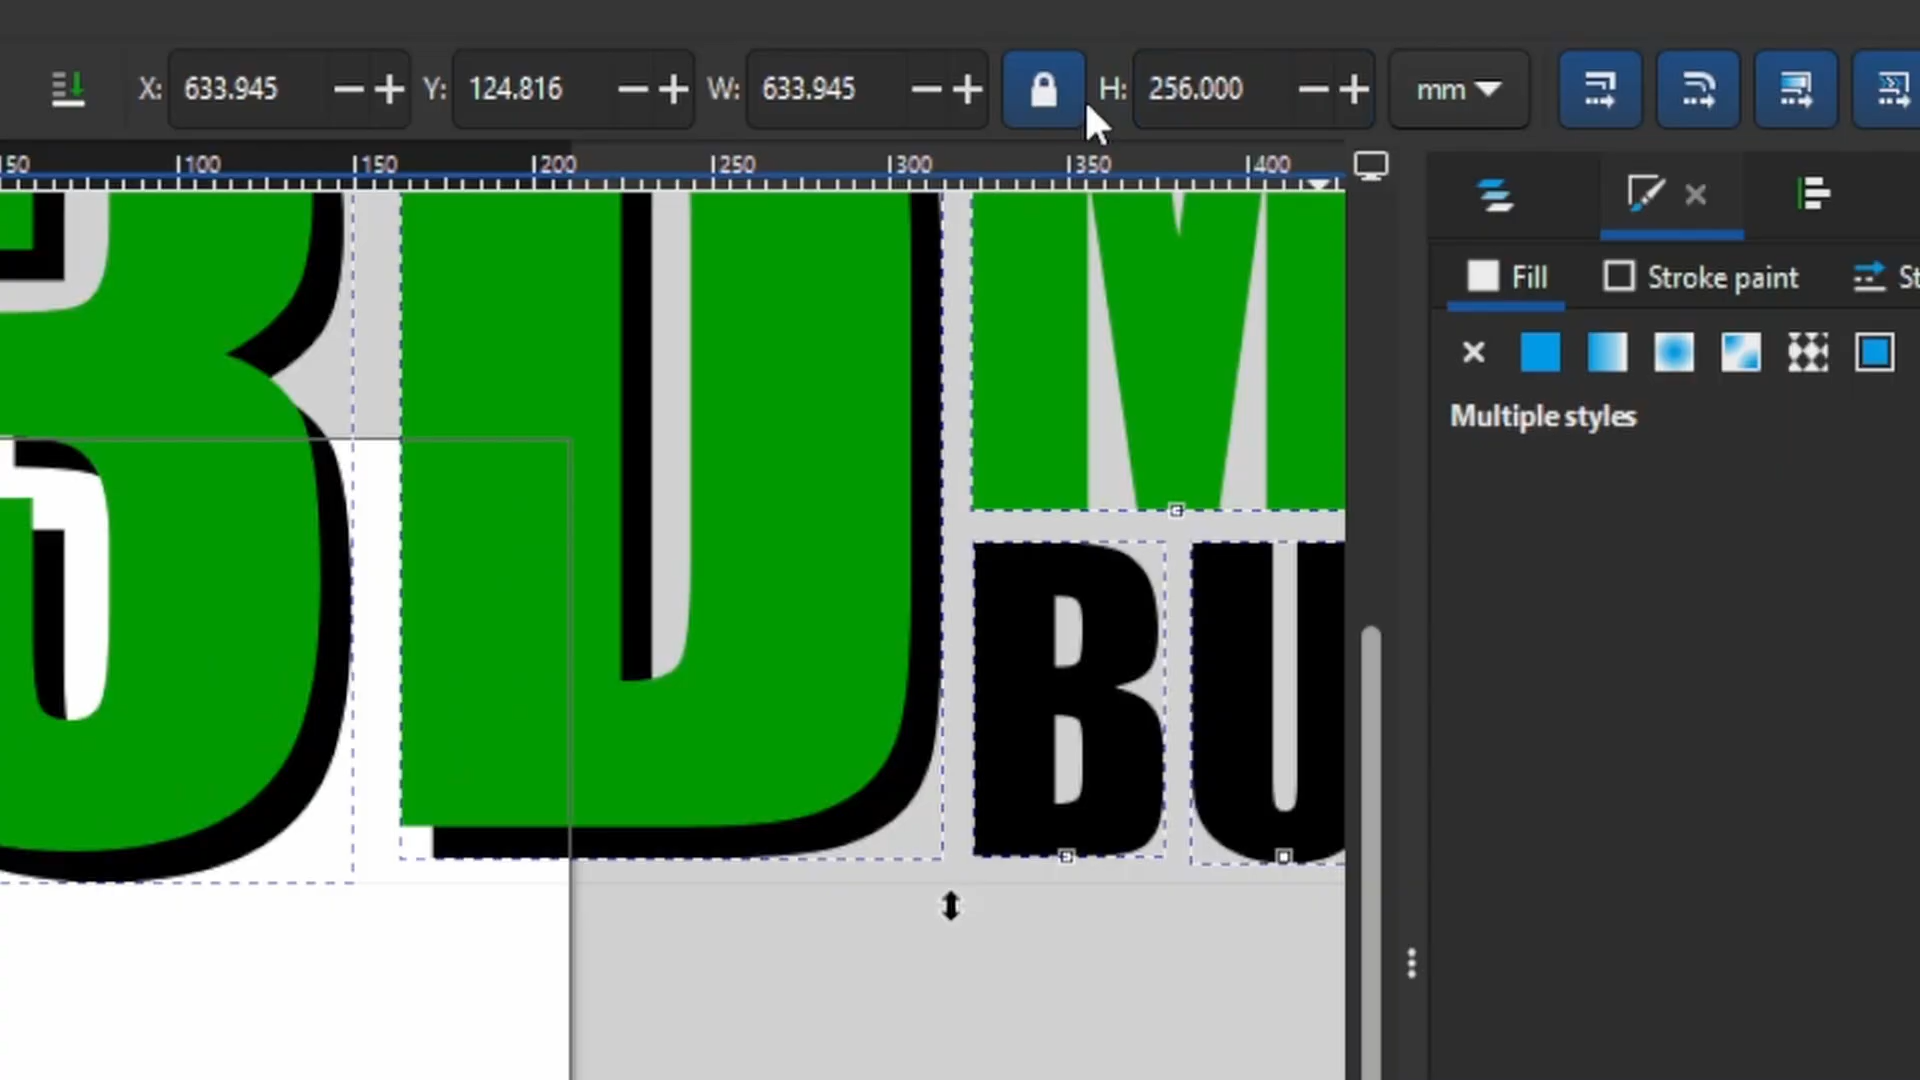 X: 633.945 Y: 124.816 W: 633.945 H: 256.000 mm
50 100 150 200 250 300 350 400
Fill Stroke paint St
Multiple styles
B U M
BU